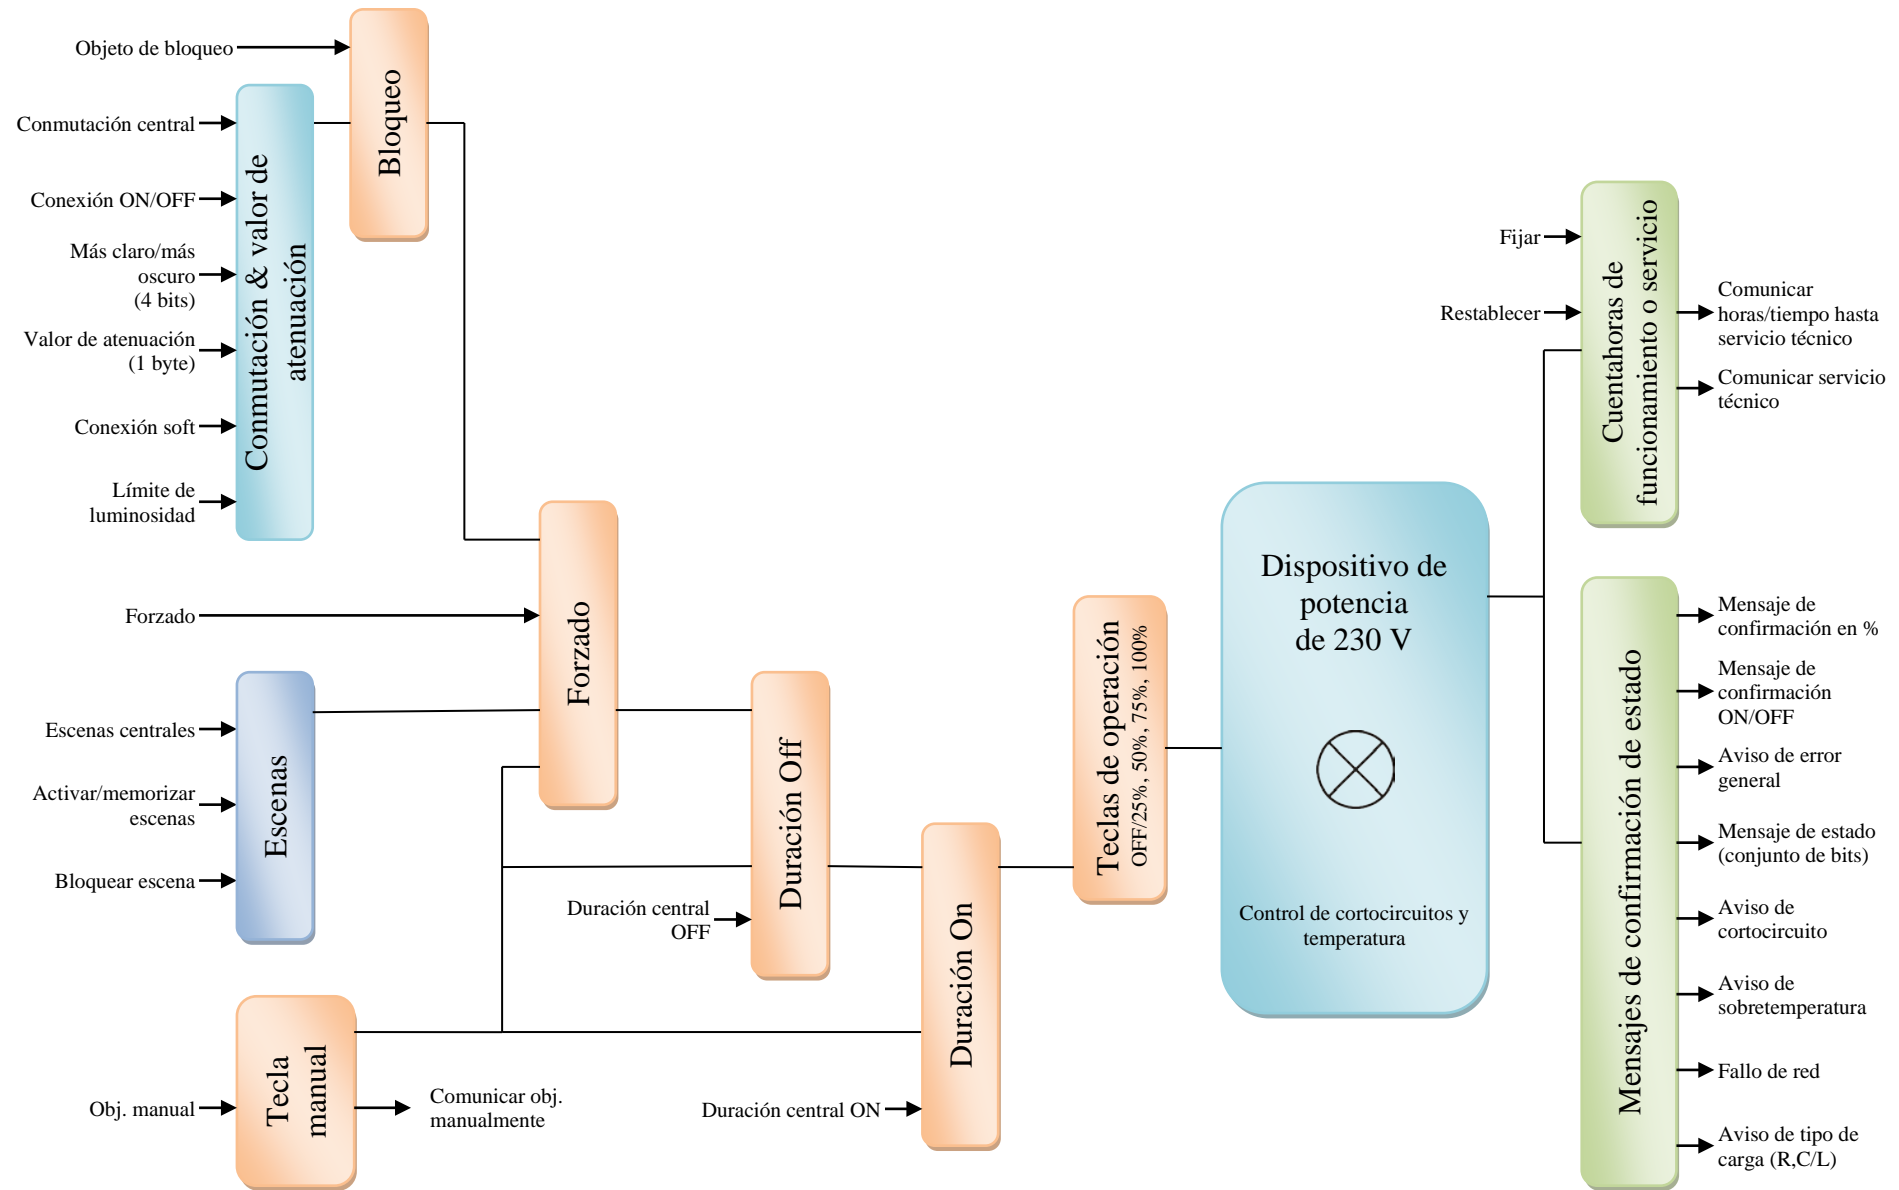 Objeto de bloqueo
Bloqueo
Conmutación central
Conexión ON/OFF
Más claro/más
oscuro
(4 bits)
Valor de atenuación
(1 byte)
Conexión soft
Límite de
luminosidad
Conmutación & valor de
atenuación
Forzado
Forzado
Escenas centrales
Activar/memorizar
escenas
Bloquear escena
Escenas
Obj. manual
Tecla
manual
Comunicar obj.
manualmente
Duración central
OFF
Duración Off
Duración central ON
Duración On
Teclas de operación
OFF/25%, 50%, 75%, 100%
Dispositivo de
potencia
de 230 V
Control de cortocircuitos y
temperatura
Fijar
Restablecer
Cuentahoras de
funcionamiento o servicio
Comunicar
horas/tiempo hasta
servicio técnico
Comunicar servicio
técnico
Mensajes de confirmación de estado
Mensaje de
confirmación en %
Mensaje de
confirmación
ON/OFF
Aviso de error
general
Mensaje de estado
(conjunto de bits)
Aviso de
cortocircuito
Aviso de
sobretemperatura
Fallo de red
Aviso de tipo de
carga (R,C/L)